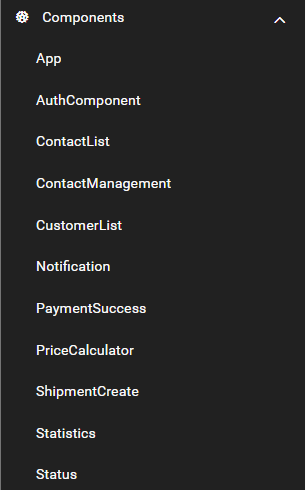 Components
App
AuthComponent
ContactList
ContactManagement
CustomerList
Notification
PaymentSuccess
PriceCalculator
ShipmentCreate
Statistics
Status